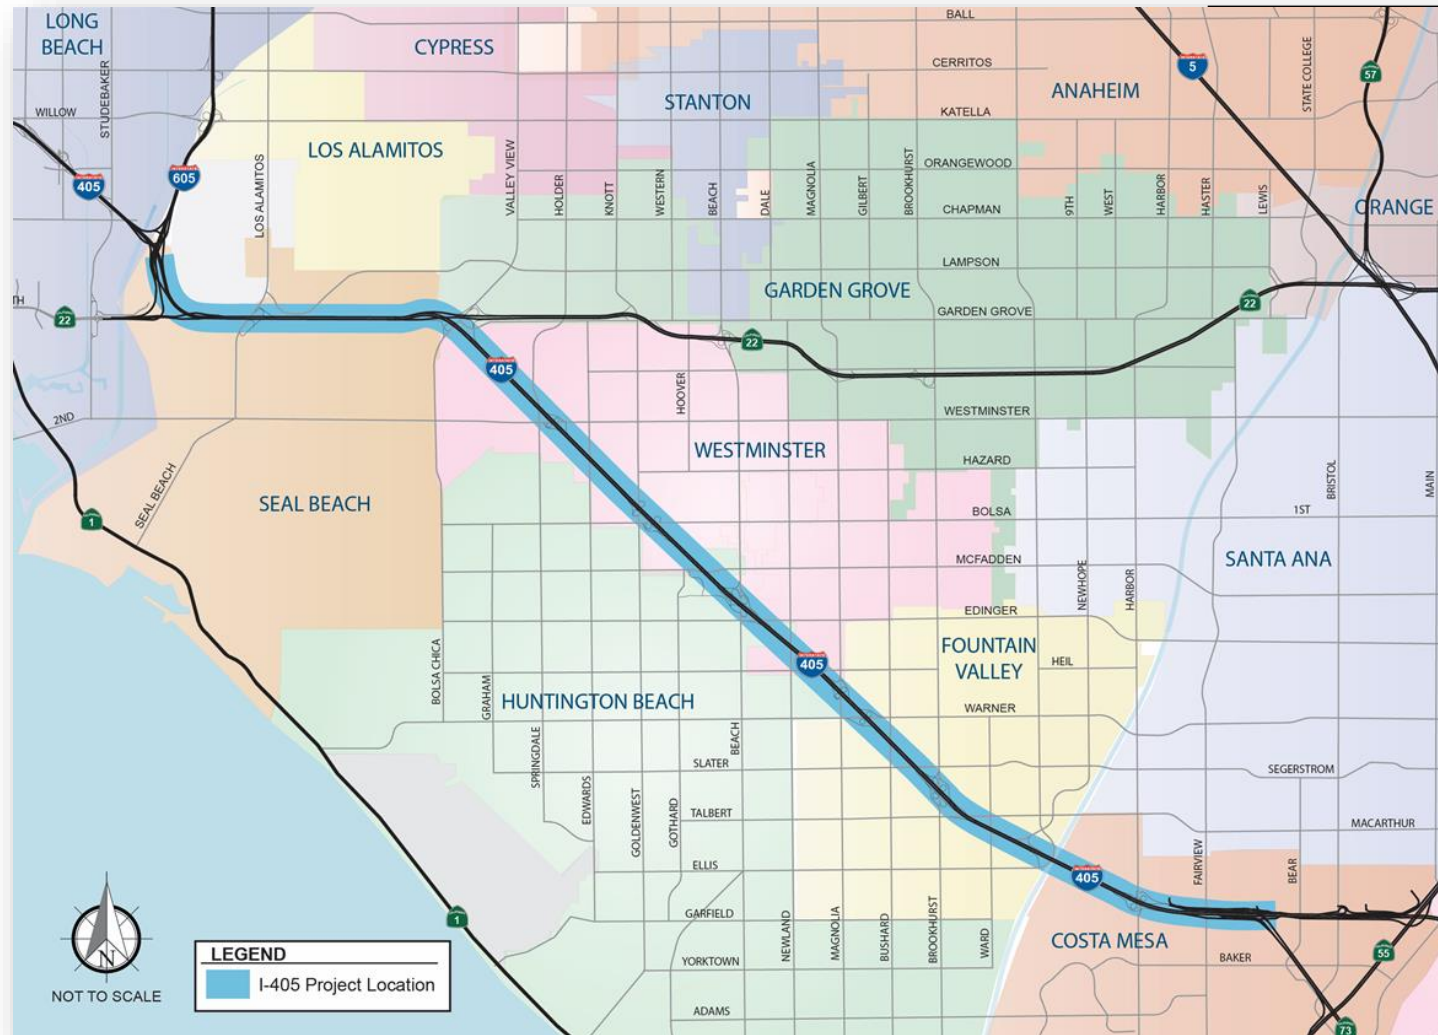 LONG
BEACH
CYPRESS
BALL
CERRITOS
STATE COLLEGE
5
57
STANTON
ANAHEIM
KATELLA
WILLOW
STUDEBAKER
LOS ALAMITOS
405
605
LOS ALAMITOS
VALLEY VIEW
HOLDER
KNOTT
WESTERN
BEACH
DALE
MAGNOLIA
GILBERT
BROOKHURST
ORANGEWOOD
CHAPMAN
9TH
WEST
HARBOR
HASTER
LEWIS
ORANGE
LAMPSON
GARDEN GROVE
GARDEN GROVE
TH
22
22
22
405
HOOVER
WESTMINSTER
2ND
WESTMINSTER
HAZARD
SEAL BEACH
SEAL BEACH
1
BOLSA
1ST
BRISTOL
MAIN
MCFADDEN
SANTA ANA
NEWHOPE
HARBOR
EDINGER
FOUNTAIN
VALLEY
HEIL
405
BOLSA CHICA
GRAHAM
HUNTINGTON BEACH
WARNER
SPRINGDALE
BEACH
SLATER
SEGERSTROM
EDWARDS
GOLDENWEST
GOTHARD
TALBERT
MACARTHUR
ELLIS
FAIRVIEW
BEAR
405
GARFIELD
1
NEWLAND
MAGNOLIA
BUSHARD
BROOKHURST
WARD
COSTA MESA
BAKER
55
YORKTOWN
ADAMS
73
N
NOT TO SCALE
LEGEND
I-405 Project Location